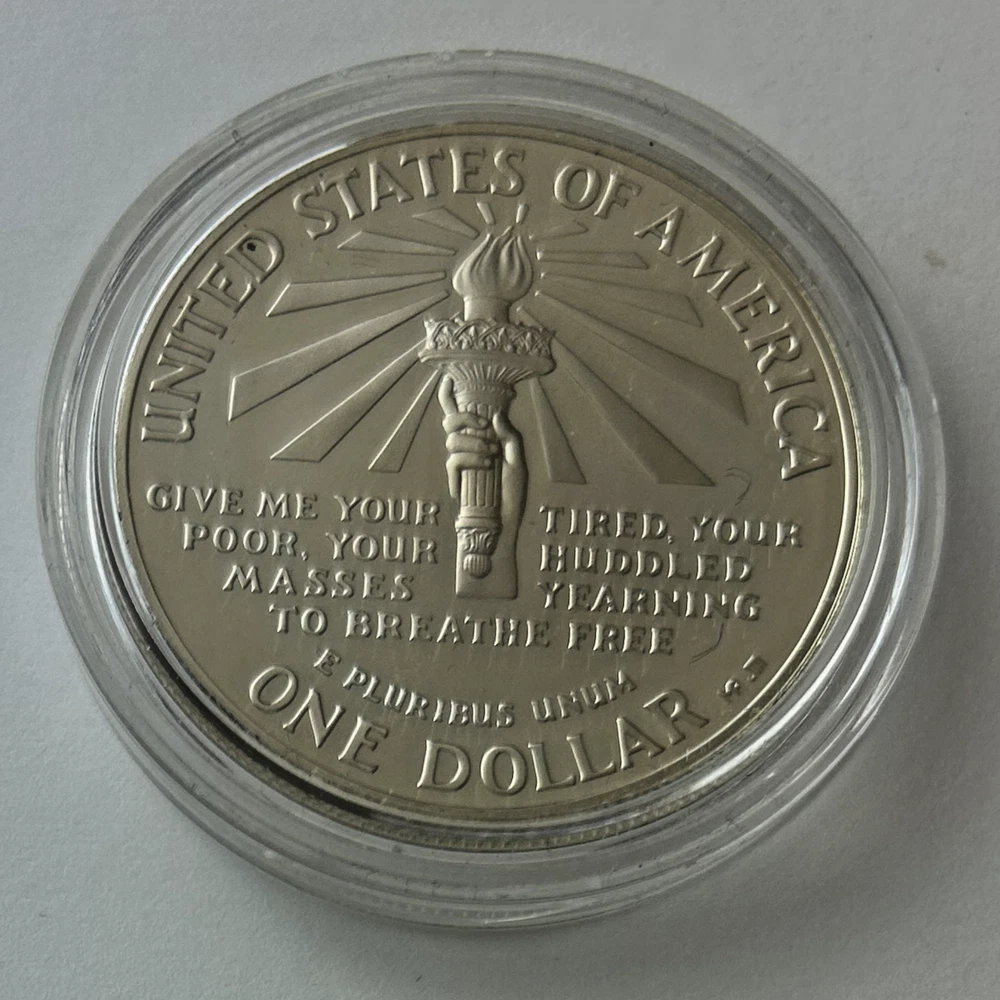 UNITED STATES OF AMERICA
GIVE ME YOUR TIRED, YOUR
POOR, YOUR HUDDLED
MASSES YEARNING
TO BREATHE FREE
E PLURIBUS UNUM
ONE DOLLAR